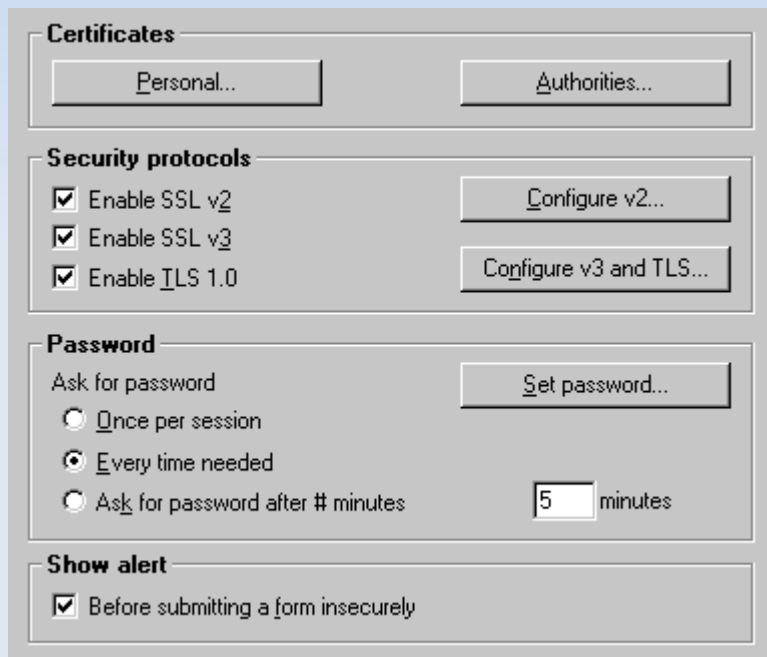 Certificates
Personal... Authorities...
Security protocols
Enable SSL v2 Configure v2...
Enable SSL v3
Enable TLS 1.0 Configure v3 and TLS...
Password
Ask for password Set password...
Once per session
Every time needed
Ask for password after # minutes 5 minutes
Show alert
Before submitting a form insecurely